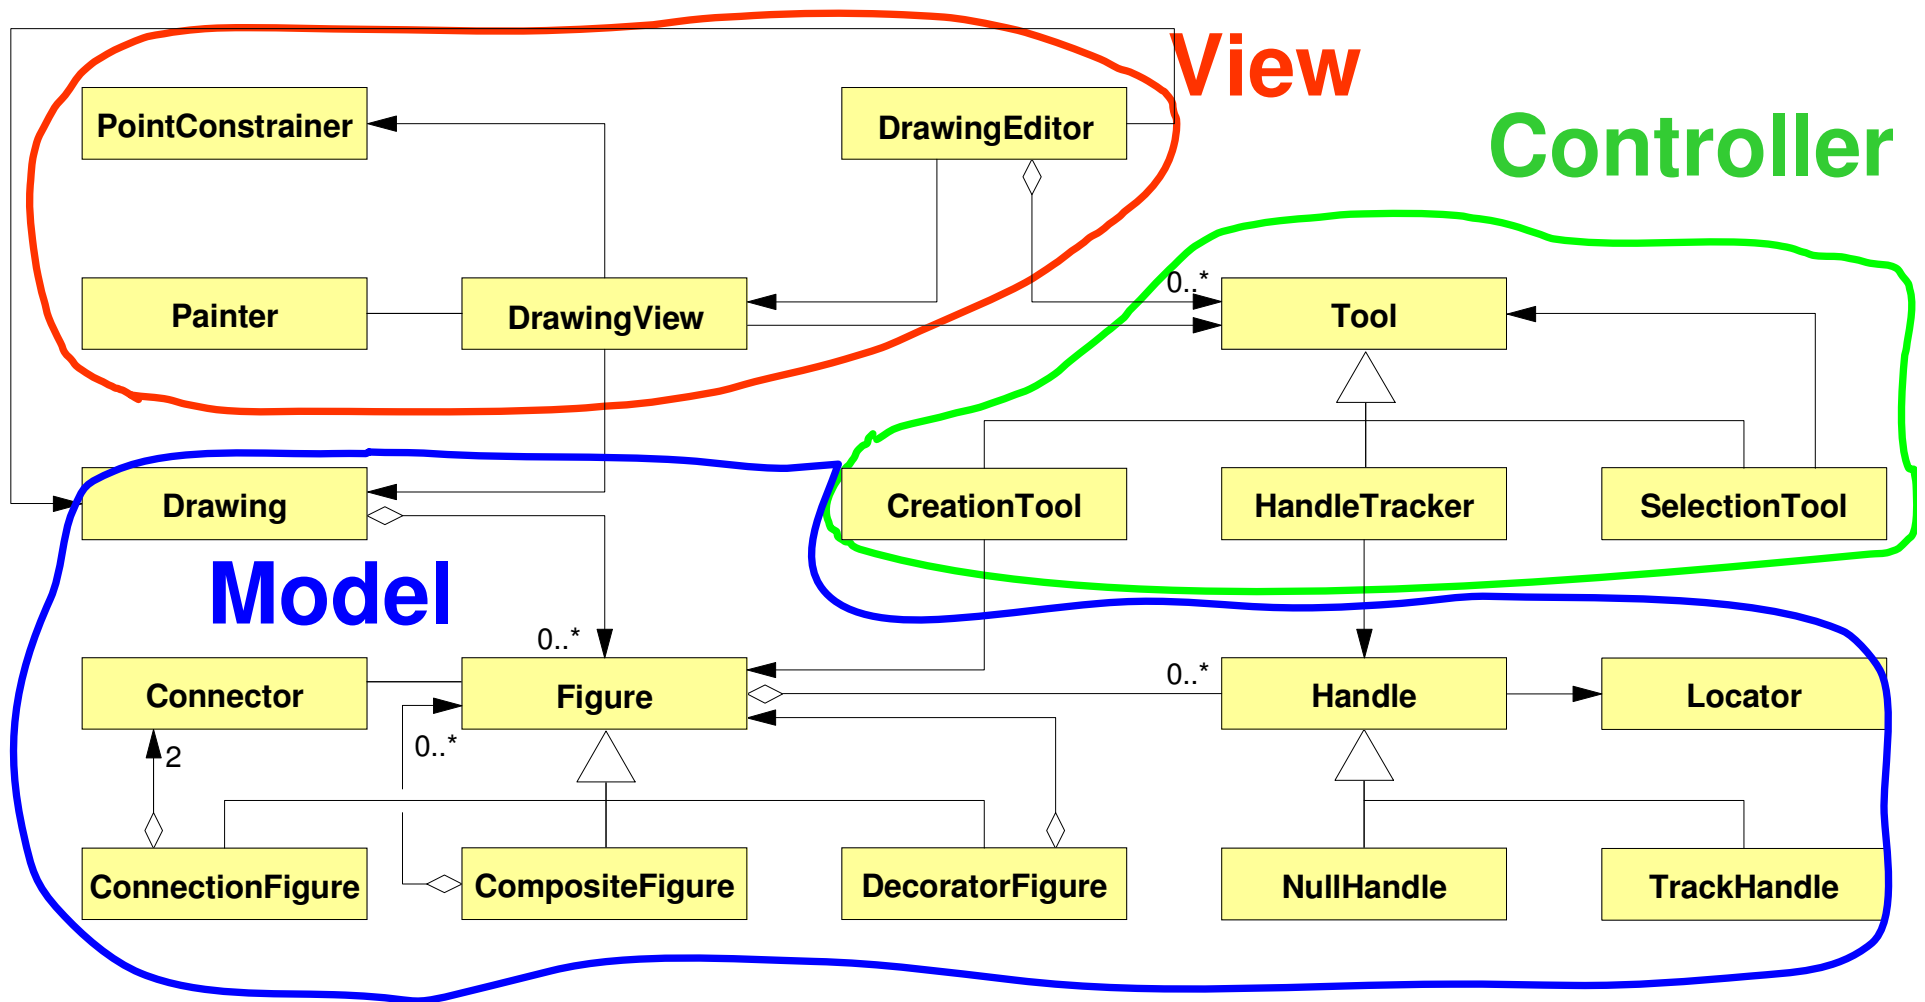 View
PointConstrainer
DrawingEditor
Controller
0..*
Painter
DrawingView
Tool
Drawing
CreationTool
HandleTracker
SelectionTool
Model
0..*
0..*
Connector
Figure
Handle
Locator
0..*
2
ConnectionFigure
CompositeFigure
DecoratorFigure
NullHandle
TrackHandle